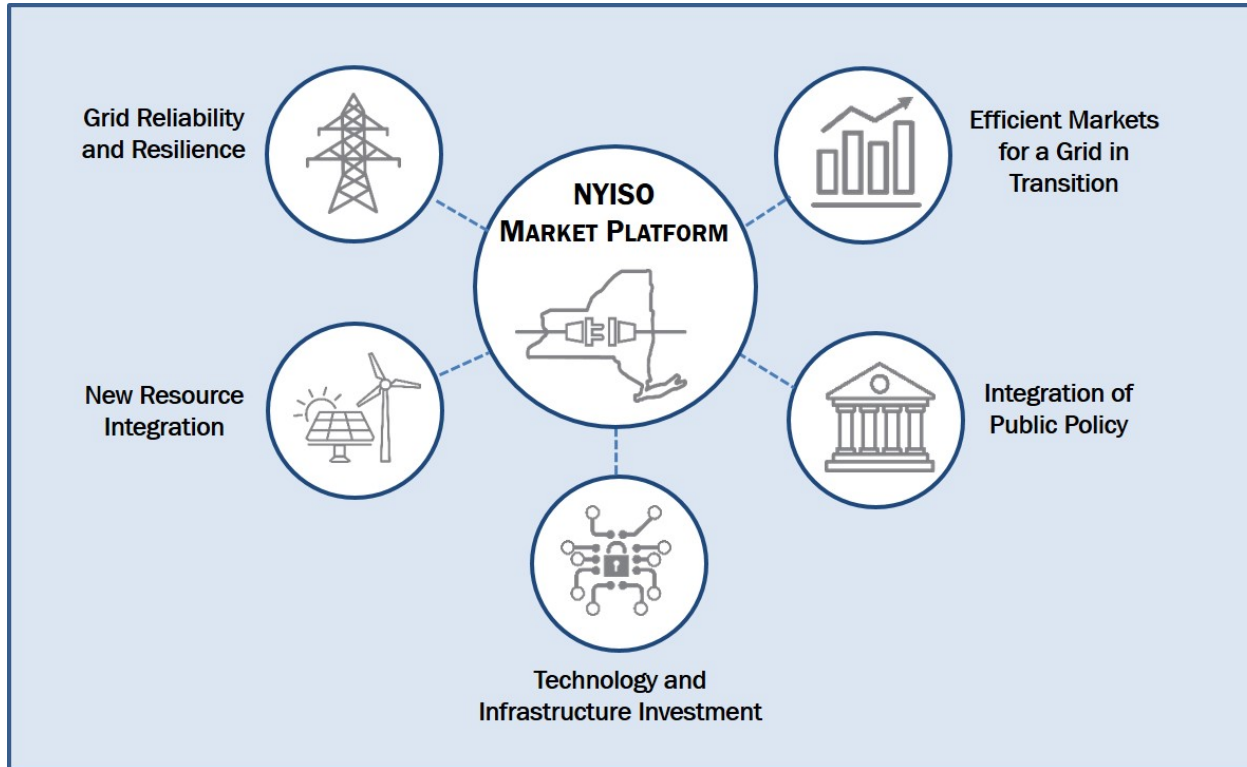 Grid Reliability
and Resilience
NYISO
MARKET PLATFORM
Efficient Markets
for a Grid in
Transition
New Resource
Integration
Integration of
Public Policy
Technology and
Infrastructure Investment